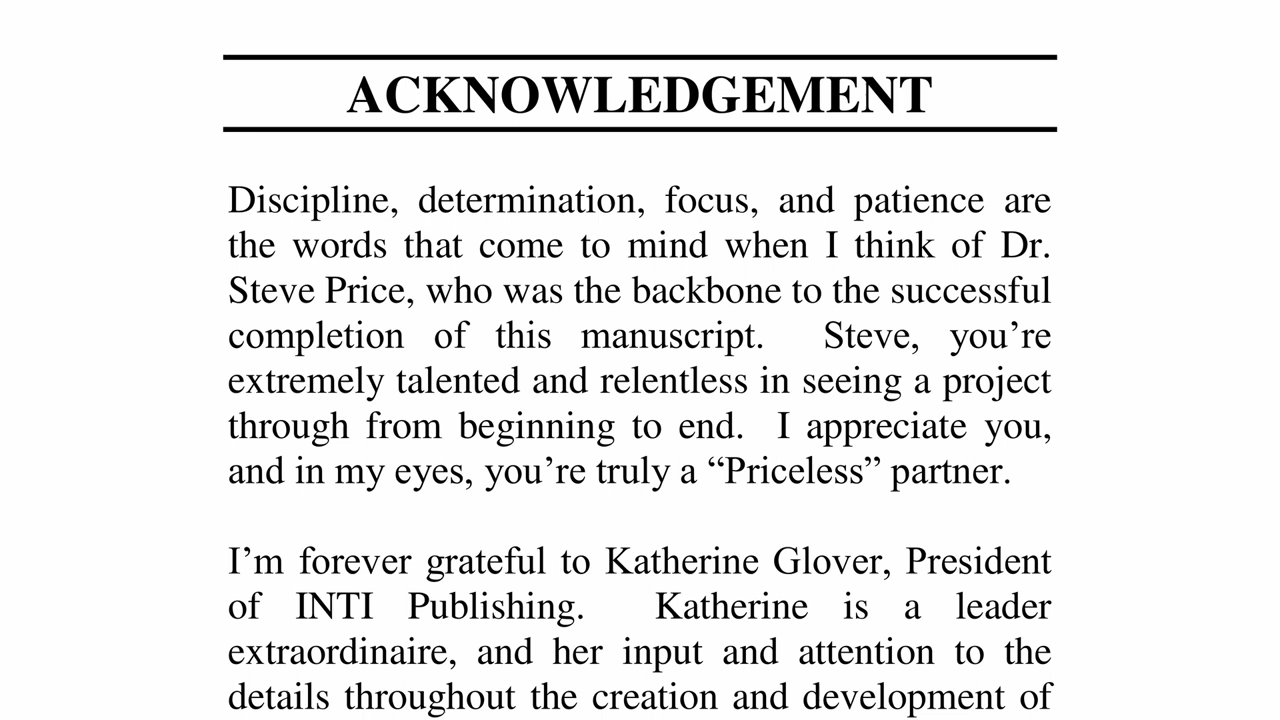 ACKNOWLEDGEMENT
Discipline, determination, focus, and patience are
the words that come to mind when I think of Dr.
Steve Price, who was the backbone to the successful
completion of this manuscript. Steve, you’re
extremely talented and relentless in seeing a project
through from beginning to end. I appreciate you,
and in my eyes, you’re truly a “Priceless” partner.
I’m forever grateful to Katherine Glover, President
of INTI Publishing. Katherine is a leader
extraordinaire, and her input and attention to the
details throughout the creation and development of